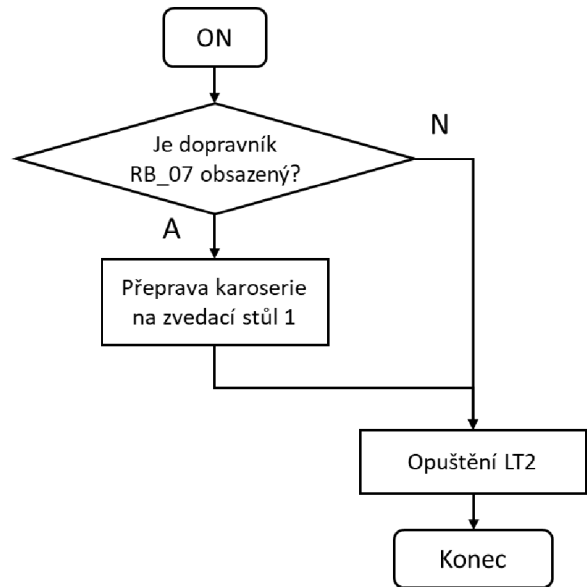 ON
Je dopravník
RB_07 obsazený?
N
A
Přeprava karoserie
na zvedací stůl 1
Opuštění LT2
Konec